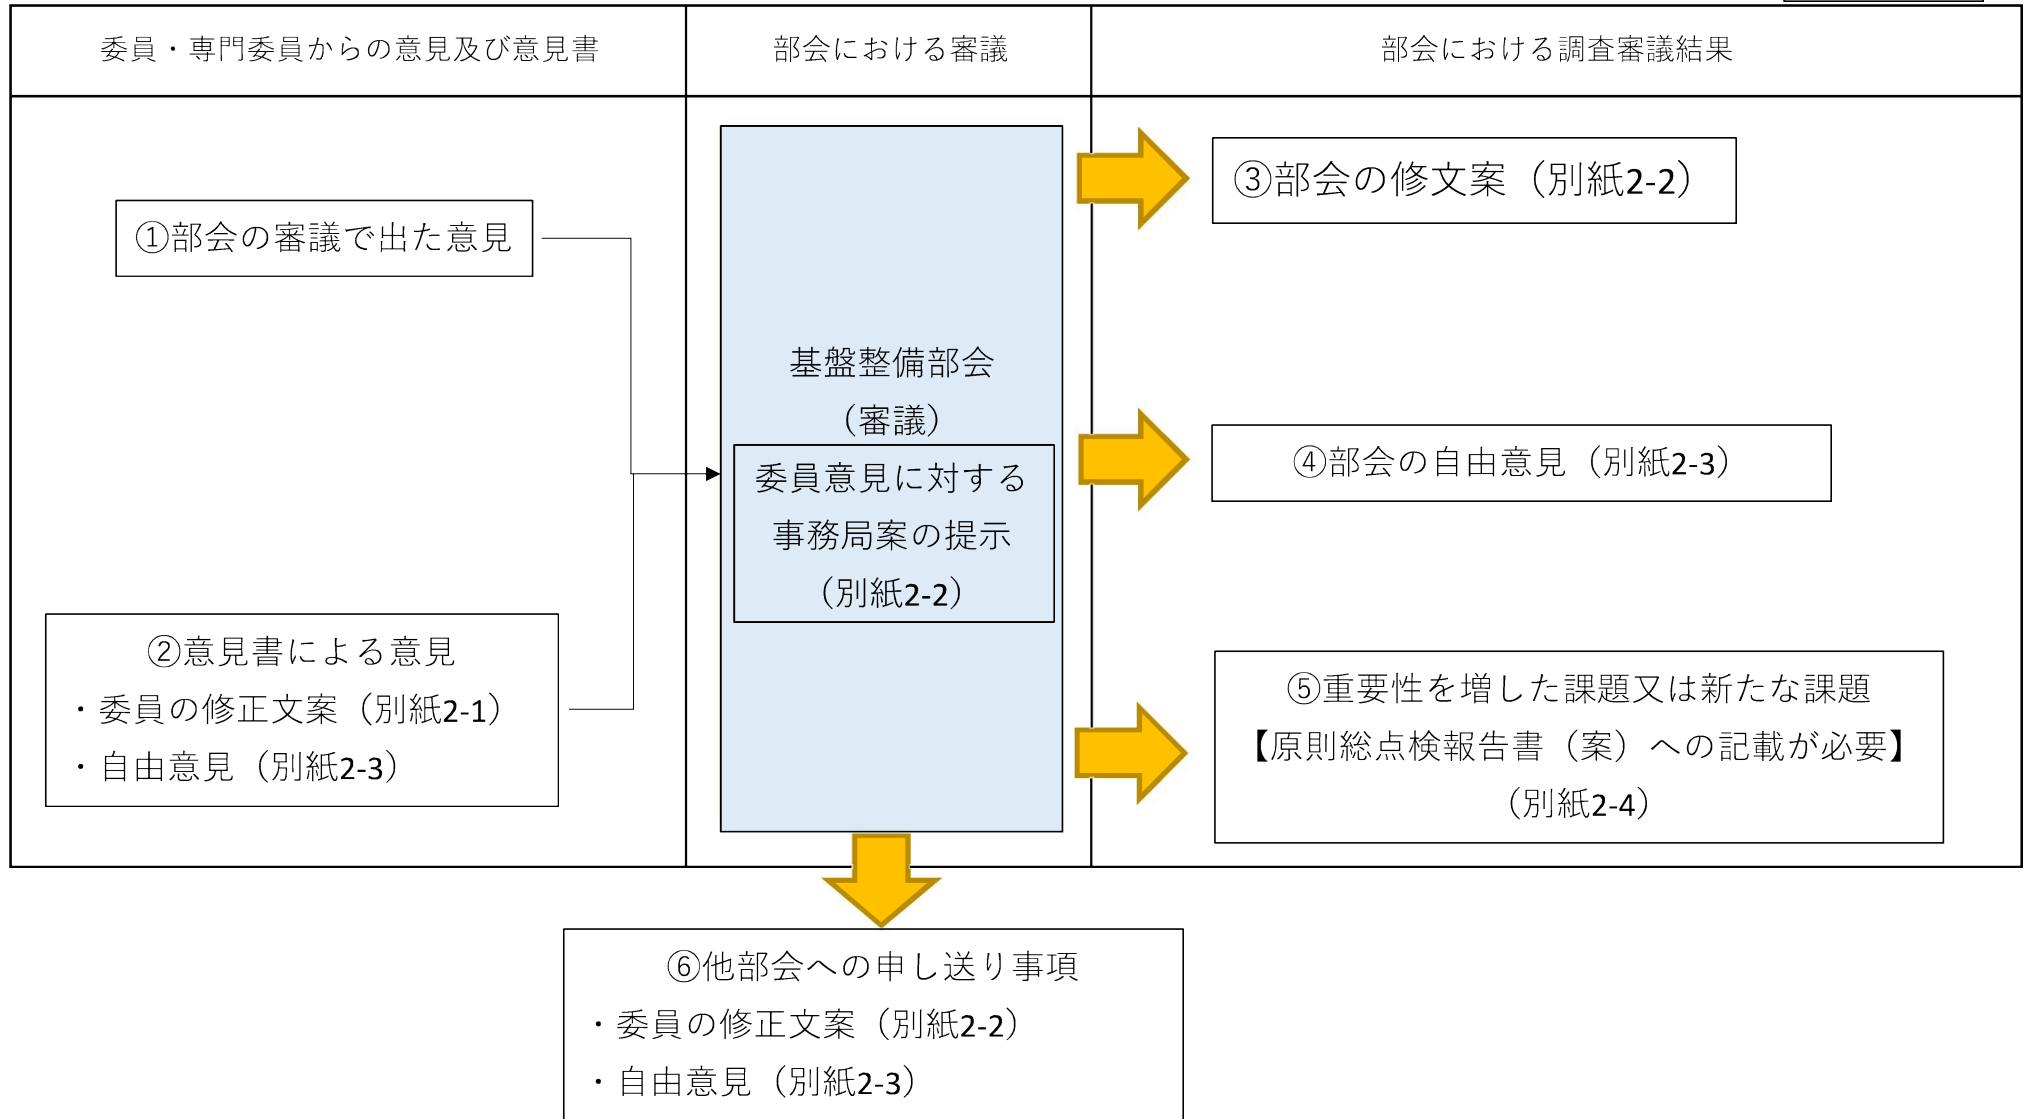 委員・専門委員からの意見及び意見書
部会における審議
部会における調査審議結果
①部会の審議で出た意見
②意見書による意見
・委員の修正文案（別紙2-1）
・自由意見（別紙2-3）
基盤整備部会
（審議）
委員意見に対する
事務局案の提示
（別紙2-2）
③部会の修文案（別紙2-2）
④部会の自由意見（別紙2-3）
⑤重要性を増した課題又は新たな課題
【原則総点検報告書（案）への記載が必要】
（別紙2-4）
⑥他部会への申し送り事項
・委員の修正文案（別紙2-2）
・自由意見（別紙2-3）